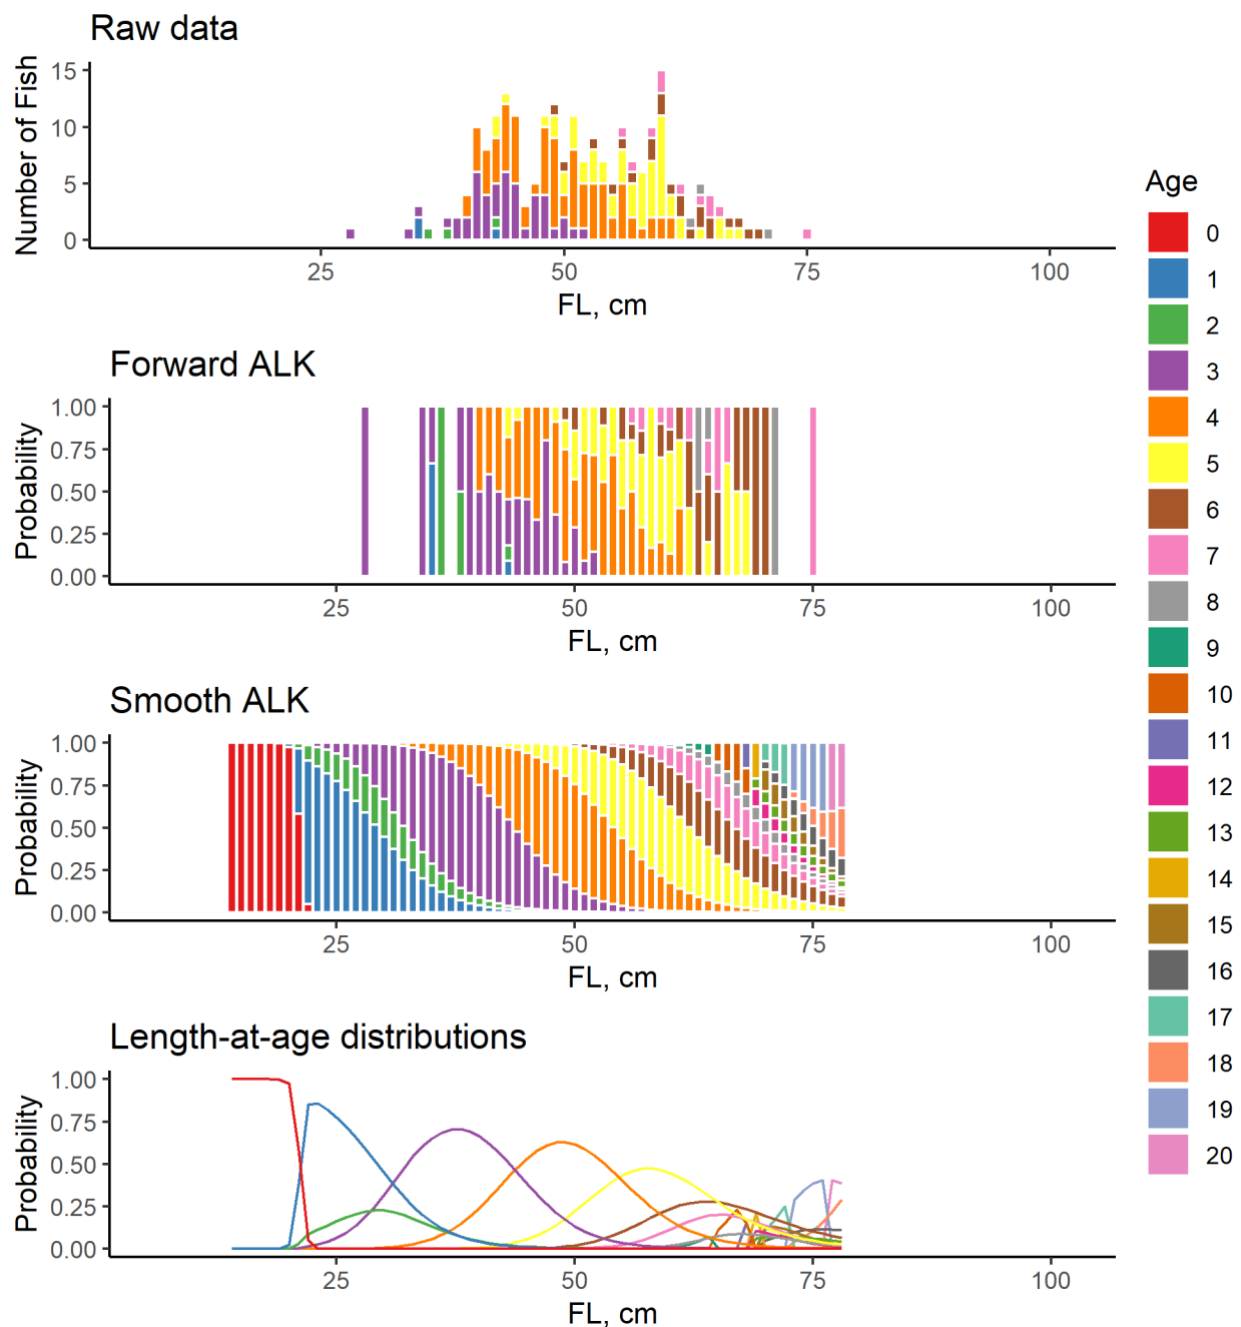 Raw data
Number of Fish
15
10
5
0
25 50 75 100
FL, cm
Forward ALK
Probability
1.00
0.75
0.50
0.25
0.00
25 50 75 100
FL, cm
Smooth ALK
Probability
1.00
0.75
0.50
0.25
0.00
25 50 75 100
FL, cm
Length-at-age distributions
Probability
1.00
0.75
0.50
0.25
0.00
25 50 75 100
FL, cm
Age
0
1
2
3
4
5
6
7
8
9
10
11
12
13
14
15
16
17
18
19
20